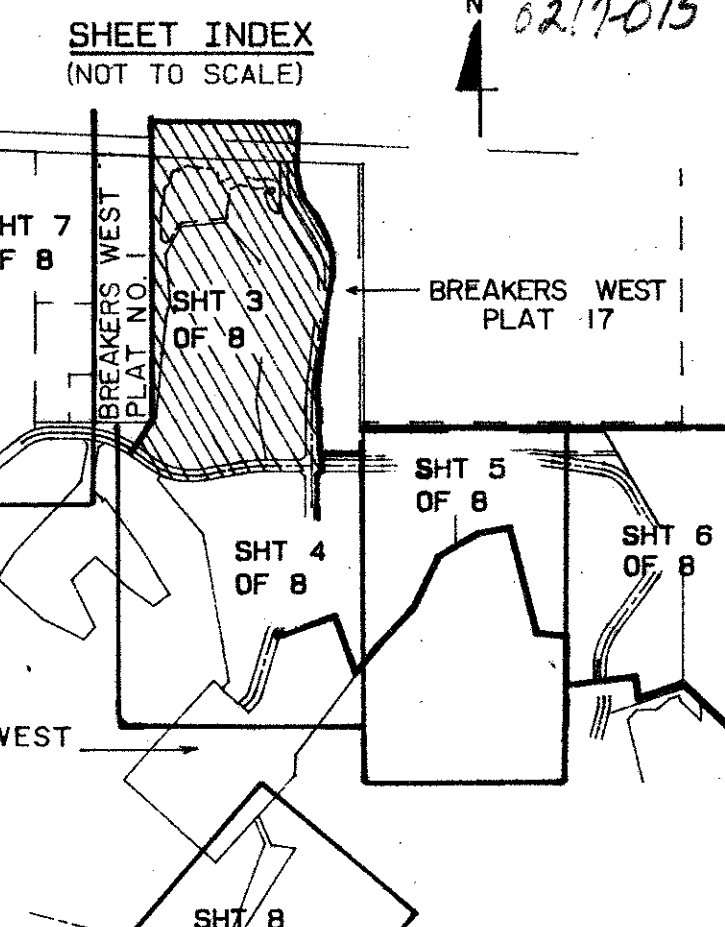 SHEET INDEX
(NOT TO SCALE)
N
HT 7
F 8
BREAKERS WEST
PLAT NO. 1
SHT 3
OF 8
BREAKERS WEST
PLAT 17
SHT 5
OF 8
SHT 4
OF 8
SHT 6
OF 8
WEST
SHT 8